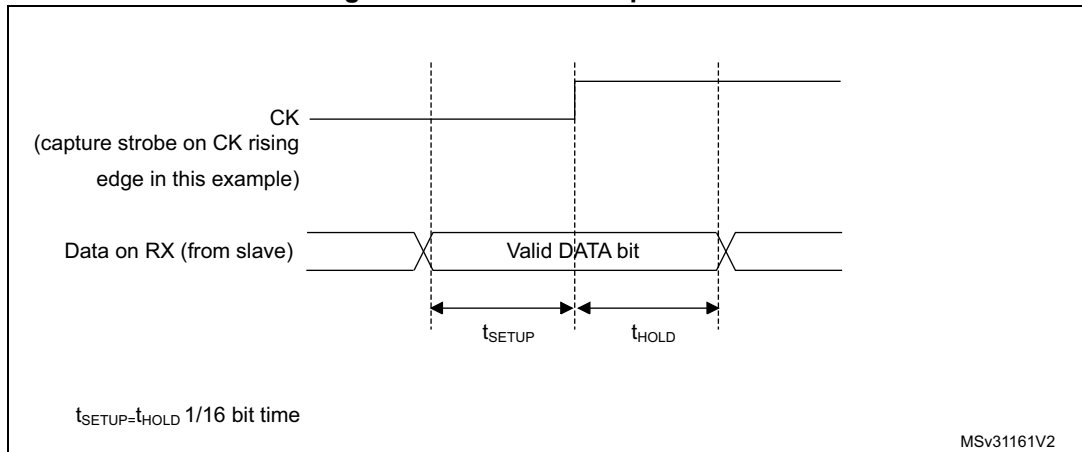 CK
(capture strobe on CK rising
edge in this example)
Data on RX (from slave)
Valid DATA bit
tSETUP
tHOLD
tSETUP=tHOLD 1/16 bit time
MSv31161V2